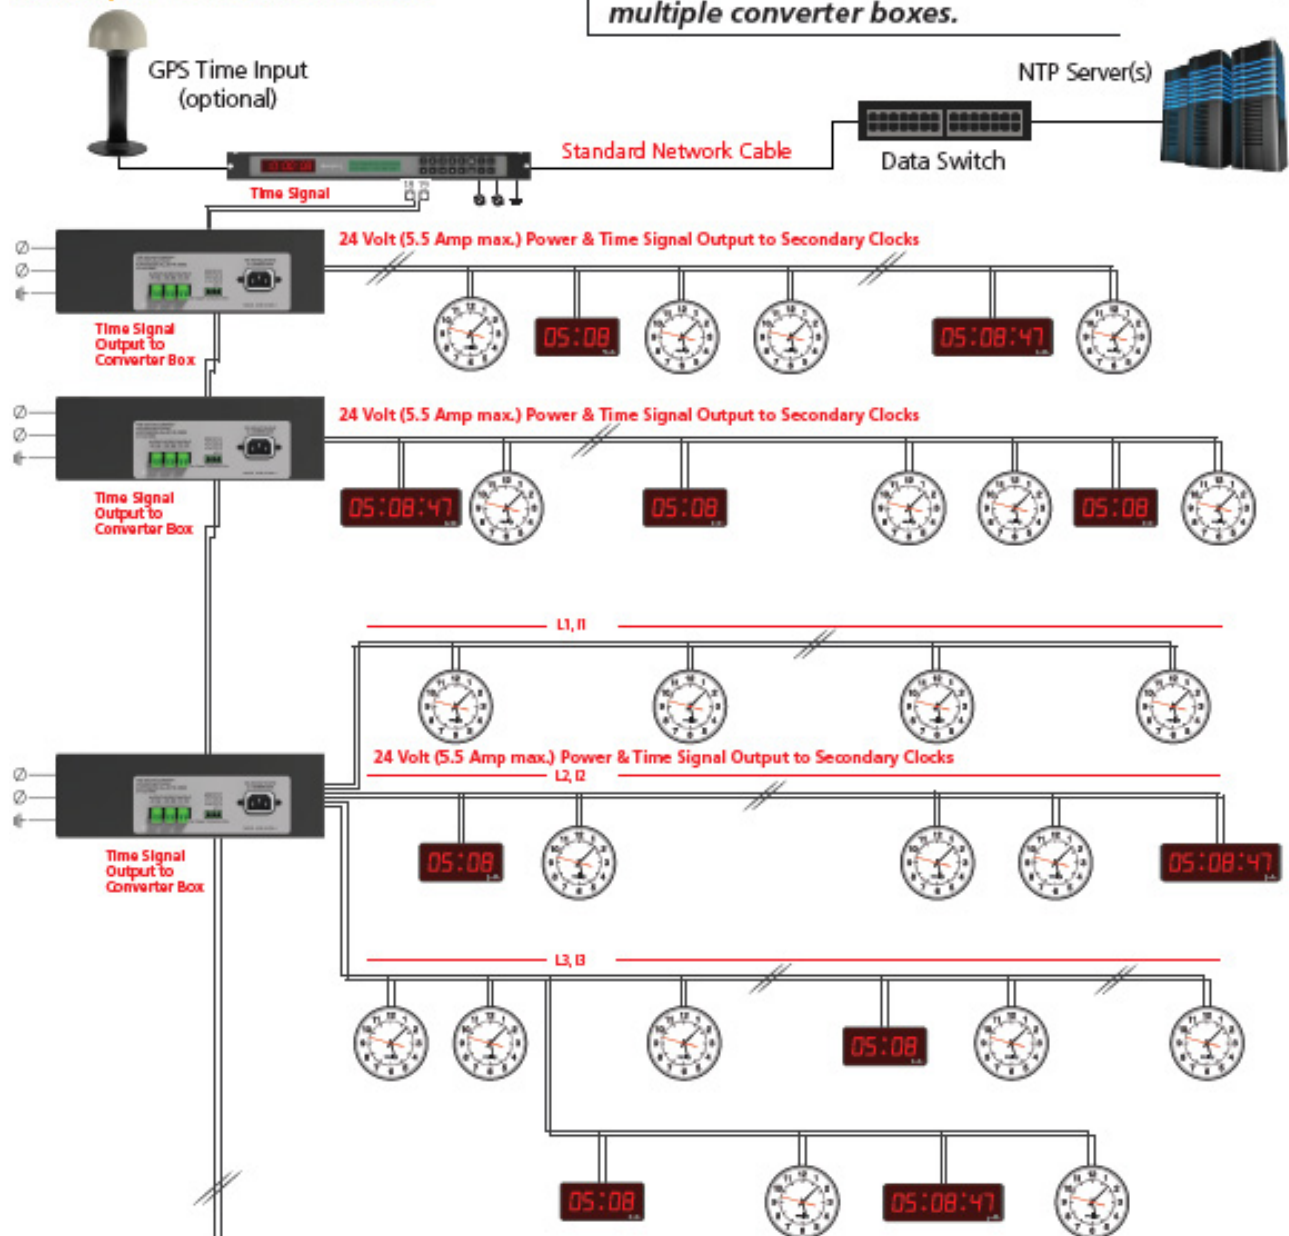 multiple converter boxes.
GPS Time Input
(optional)
NTP Server(s)
Standard Network Cable
Data Switch
Time Signal
24 Volt (5.5 Amp max.) Power & Time Signal Output to Secondary Clocks
05:08
05:08:47
Time Signal
Output to
Converter Box
24 Volt (5.5 Amp max.) Power & Time Signal Output to Secondary Clocks
05:08:47
05:08
05:08
Time Signal
Output to
Converter Box
L1, I1
24 Volt (5.5 Amp max.) Power & Time Signal Output to Secondary Clocks
L2, I2
05:08
05:08:47
Time Signal
Output to
Converter Box
L3, I3
05:08
05:08
05:08:47